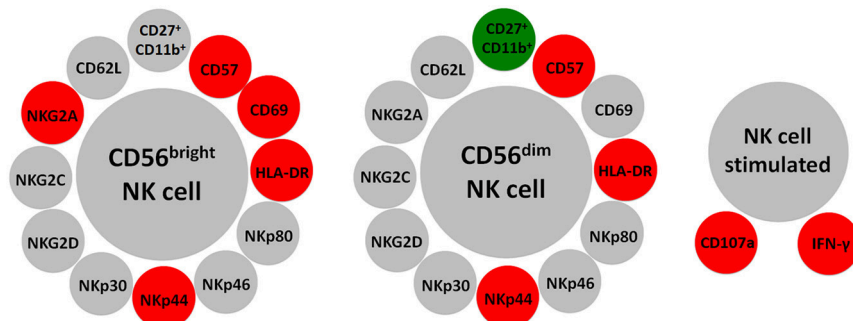 CD27⁺
CD11b⁺
CD62L
CD57
NKG2A
CD69
CD56ᵇʳⁱᵍʰᵗ
NK cell
NKG2C
HLA-DR
NKG2D
NKp80
NKp30
NKp46
NKp44
CD27⁺
CD11b⁺
CD62L
CD57
NKG2A
CD69
CD56ᵈⁱᵐ
NK cell
NKG2C
HLA-DR
NKG2D
NKp80
NKp30
NKp46
NKp44
NK cell
stimulated
CD107a
IFN-γ